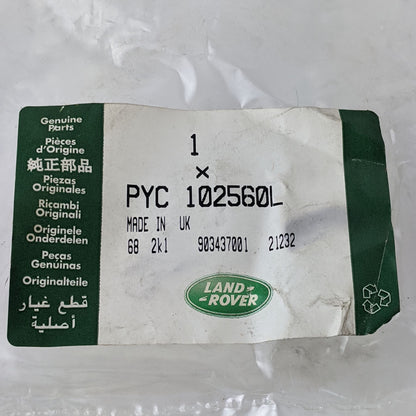 Genuine
Parts
Pièces
d'Origine
純正部品
Piezas
Originales
Ricambi
Originali
Originele
Onderdelen
Peças
Genuinas
Originalteile
قطع غيار
أصلية
1
x
PYC 102560L
MADE IN UK
68 2k1 903437001 21232
LAND
ROVER